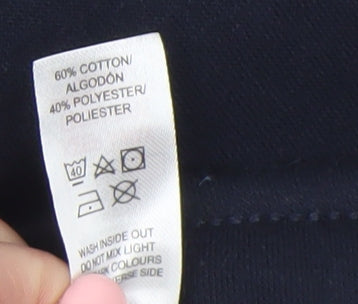 60% COTTON/
ALGODÓN
40% POLYESTER/
POLIESTER
40
WASH INSIDE OUT
DO NOT MIX LIGHT
COLOURS
SIDE